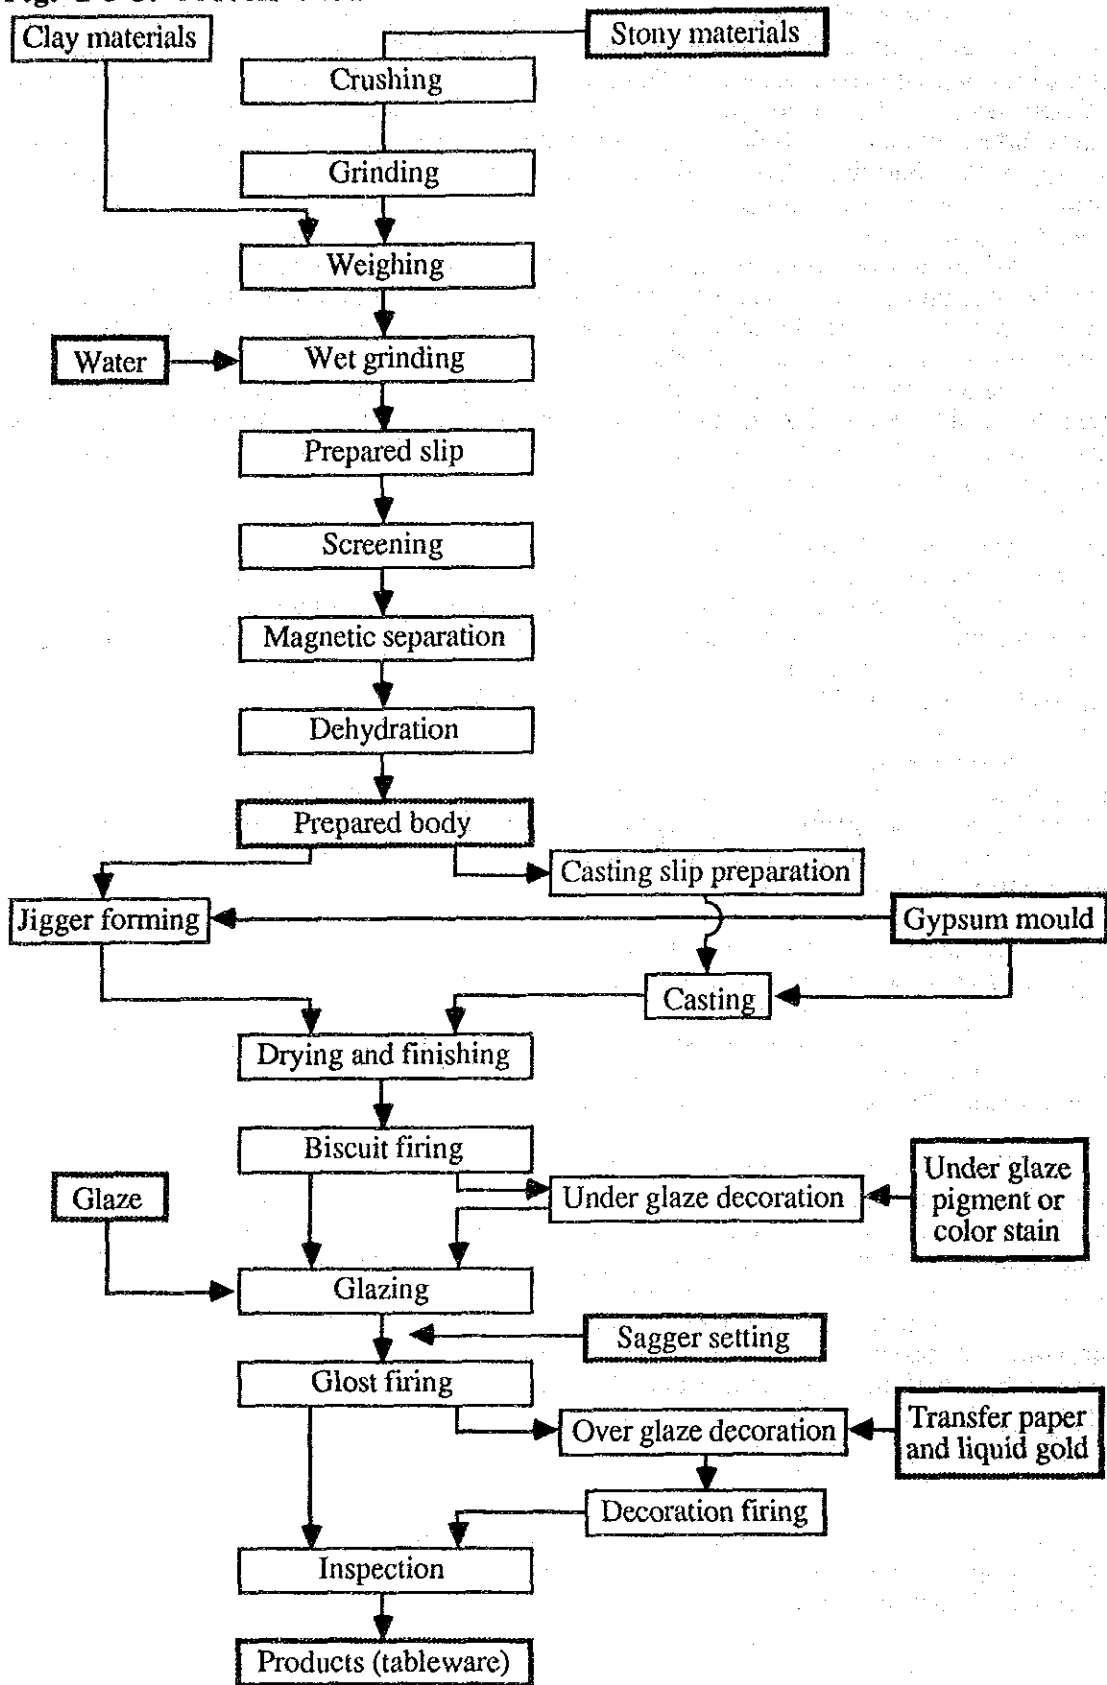 Clay materials
Stony materials
Crushing
Grinding
Weighing
Water
Wet grinding
Prepared slip
Screening
Magnetic separation
Dehydration
Prepared body
Casting slip preparation
Jigger forming
Gypsum mould
Casting
Drying and finishing
Biscuit firing
Under glaze decoration
Under glaze
pigment or
color stain
Glaze
Glazing
Sagger setting
Glost firing
Over glaze decoration
Transfer paper
and liquid gold
Decoration firing
Inspection
Products (tableware)